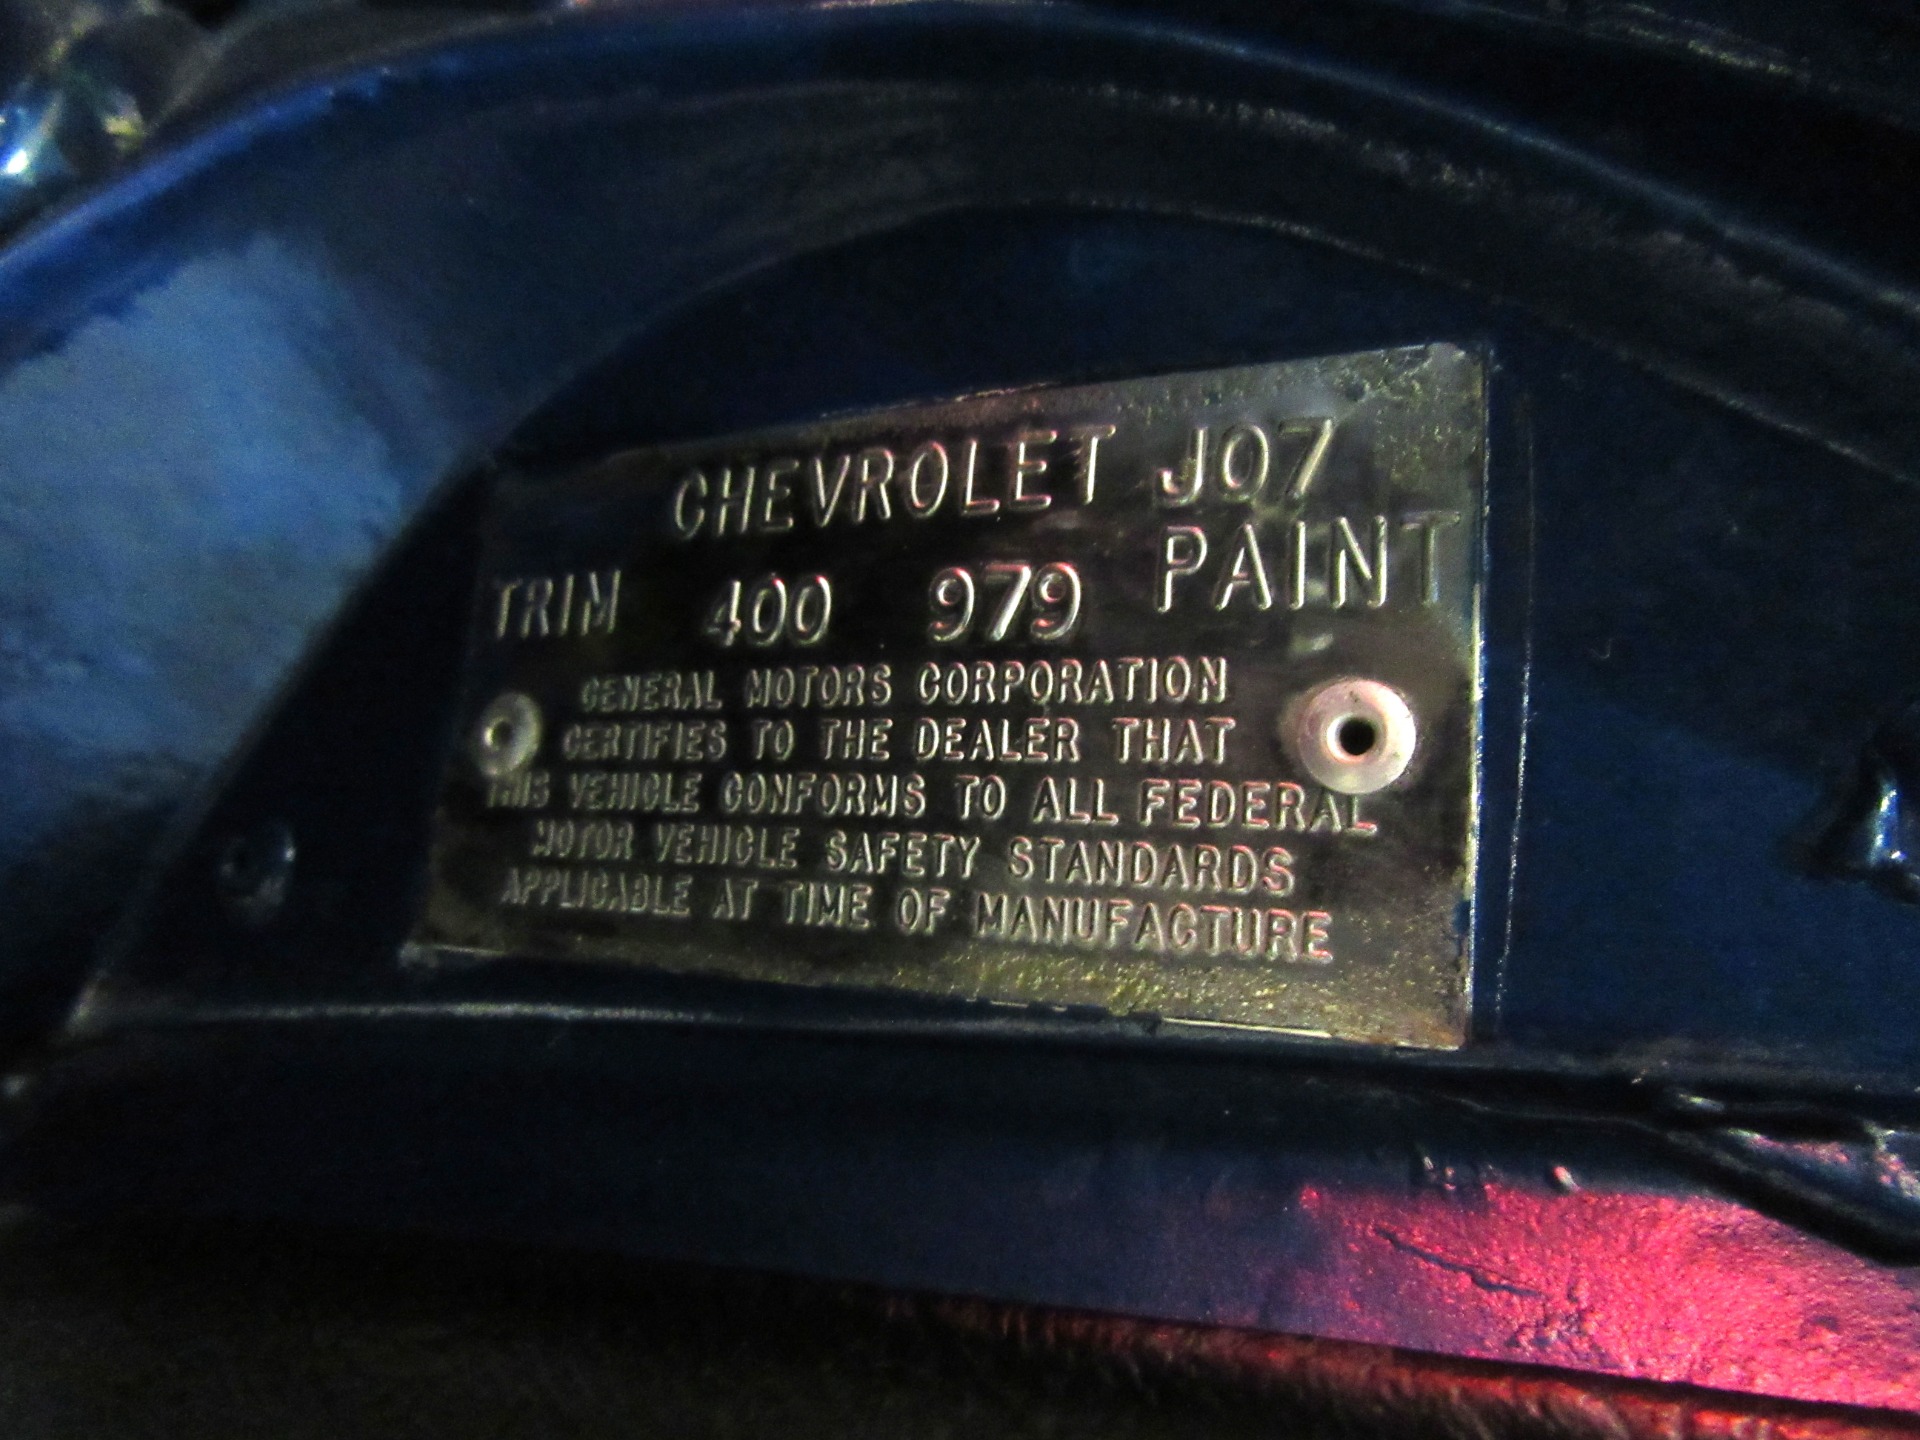 CHEVROLET J07
TRIM 400 979 PAINT
GENERAL MOTORS CORPORATION
CERTIFIES TO THE DEALER THAT
THIS VEHICLE CONFORMS TO ALL FEDERAL
MOTOR VEHICLE SAFETY STANDARDS
APPLICABLE AT TIME OF MANUFACTURE